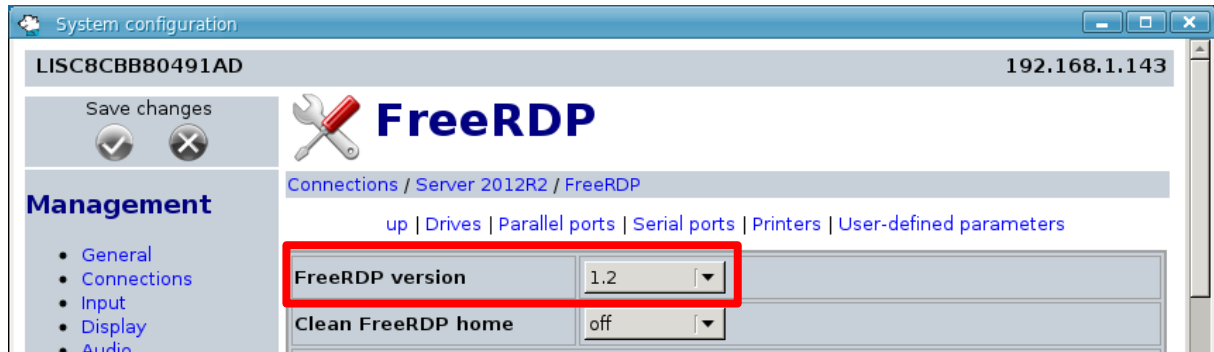 System configuration
LISC8CBB80491AD 192.168.1.143
Save changes
FreeRDP
Connections / Server 2012R2 / FreeRDP
Management
up | Drives | Parallel ports | Serial ports | Printers | User-defined parameters
General
Connections
Input
Display
Audio
FreeRDP version 1.2
Clean FreeRDP home off